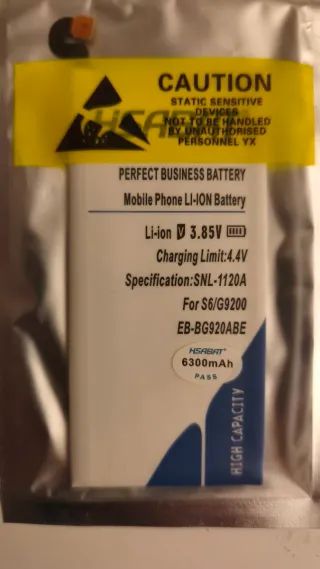 CAUTION
STATIC SENSITIVE
DEVICES
NOT TO BE HANDLED
BY UNAUTHORISED
PERSONNEL YX
HSABAT
PERFECT BUSINESS BATTERY
Mobile Phone LI-ION Battery
Li-ion 3.85V
Charging Limit:4.4V
Specification:SNL-1120A
For S6/G9200
EB-BG920ABE
HSABAT
6300mAh
PASS
HIGH CAPACITY